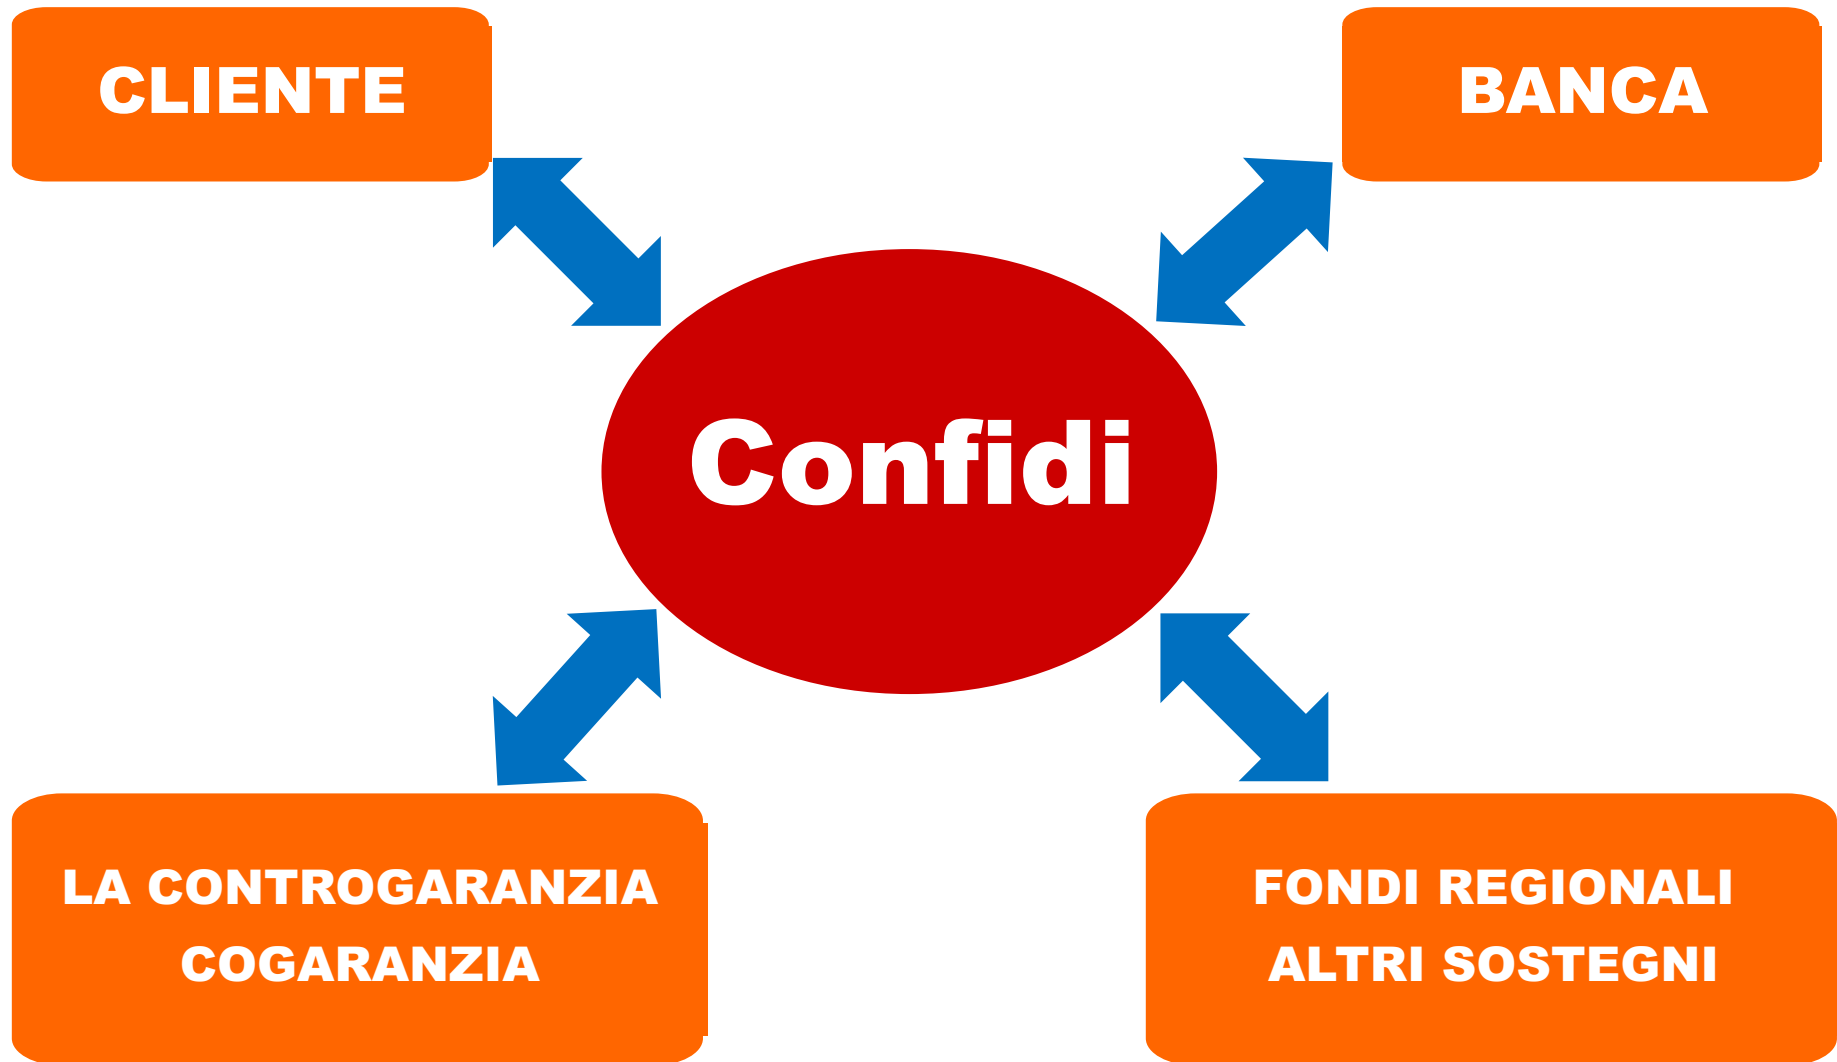 CLIENTE
BANCA
Confidi
LA CONTROGARANZIA
COGARANZIA
FONDI REGIONALI
ALTRI SOSTEGNI